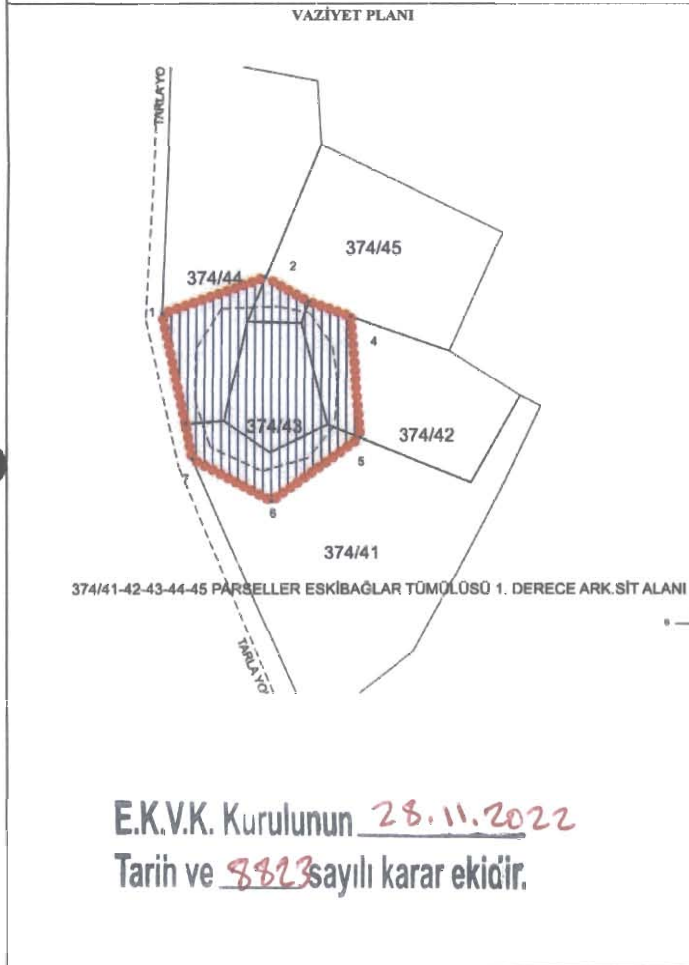 VAZİYET PLANI
TARLA YO
374/45
374/44
2
1
4
374/43
374/42
5
7
6
374/41
374/41-42-43-44-45 PARSELLER ESKİBAĞLAR TÜMÜLÜSÜ 1. DERECE ARK.SİT ALANI
6
TARLA YO
E.K.V.K. Kurulunun 28.11.2022
Tarih ve 8823 sayılı karar ekidir.